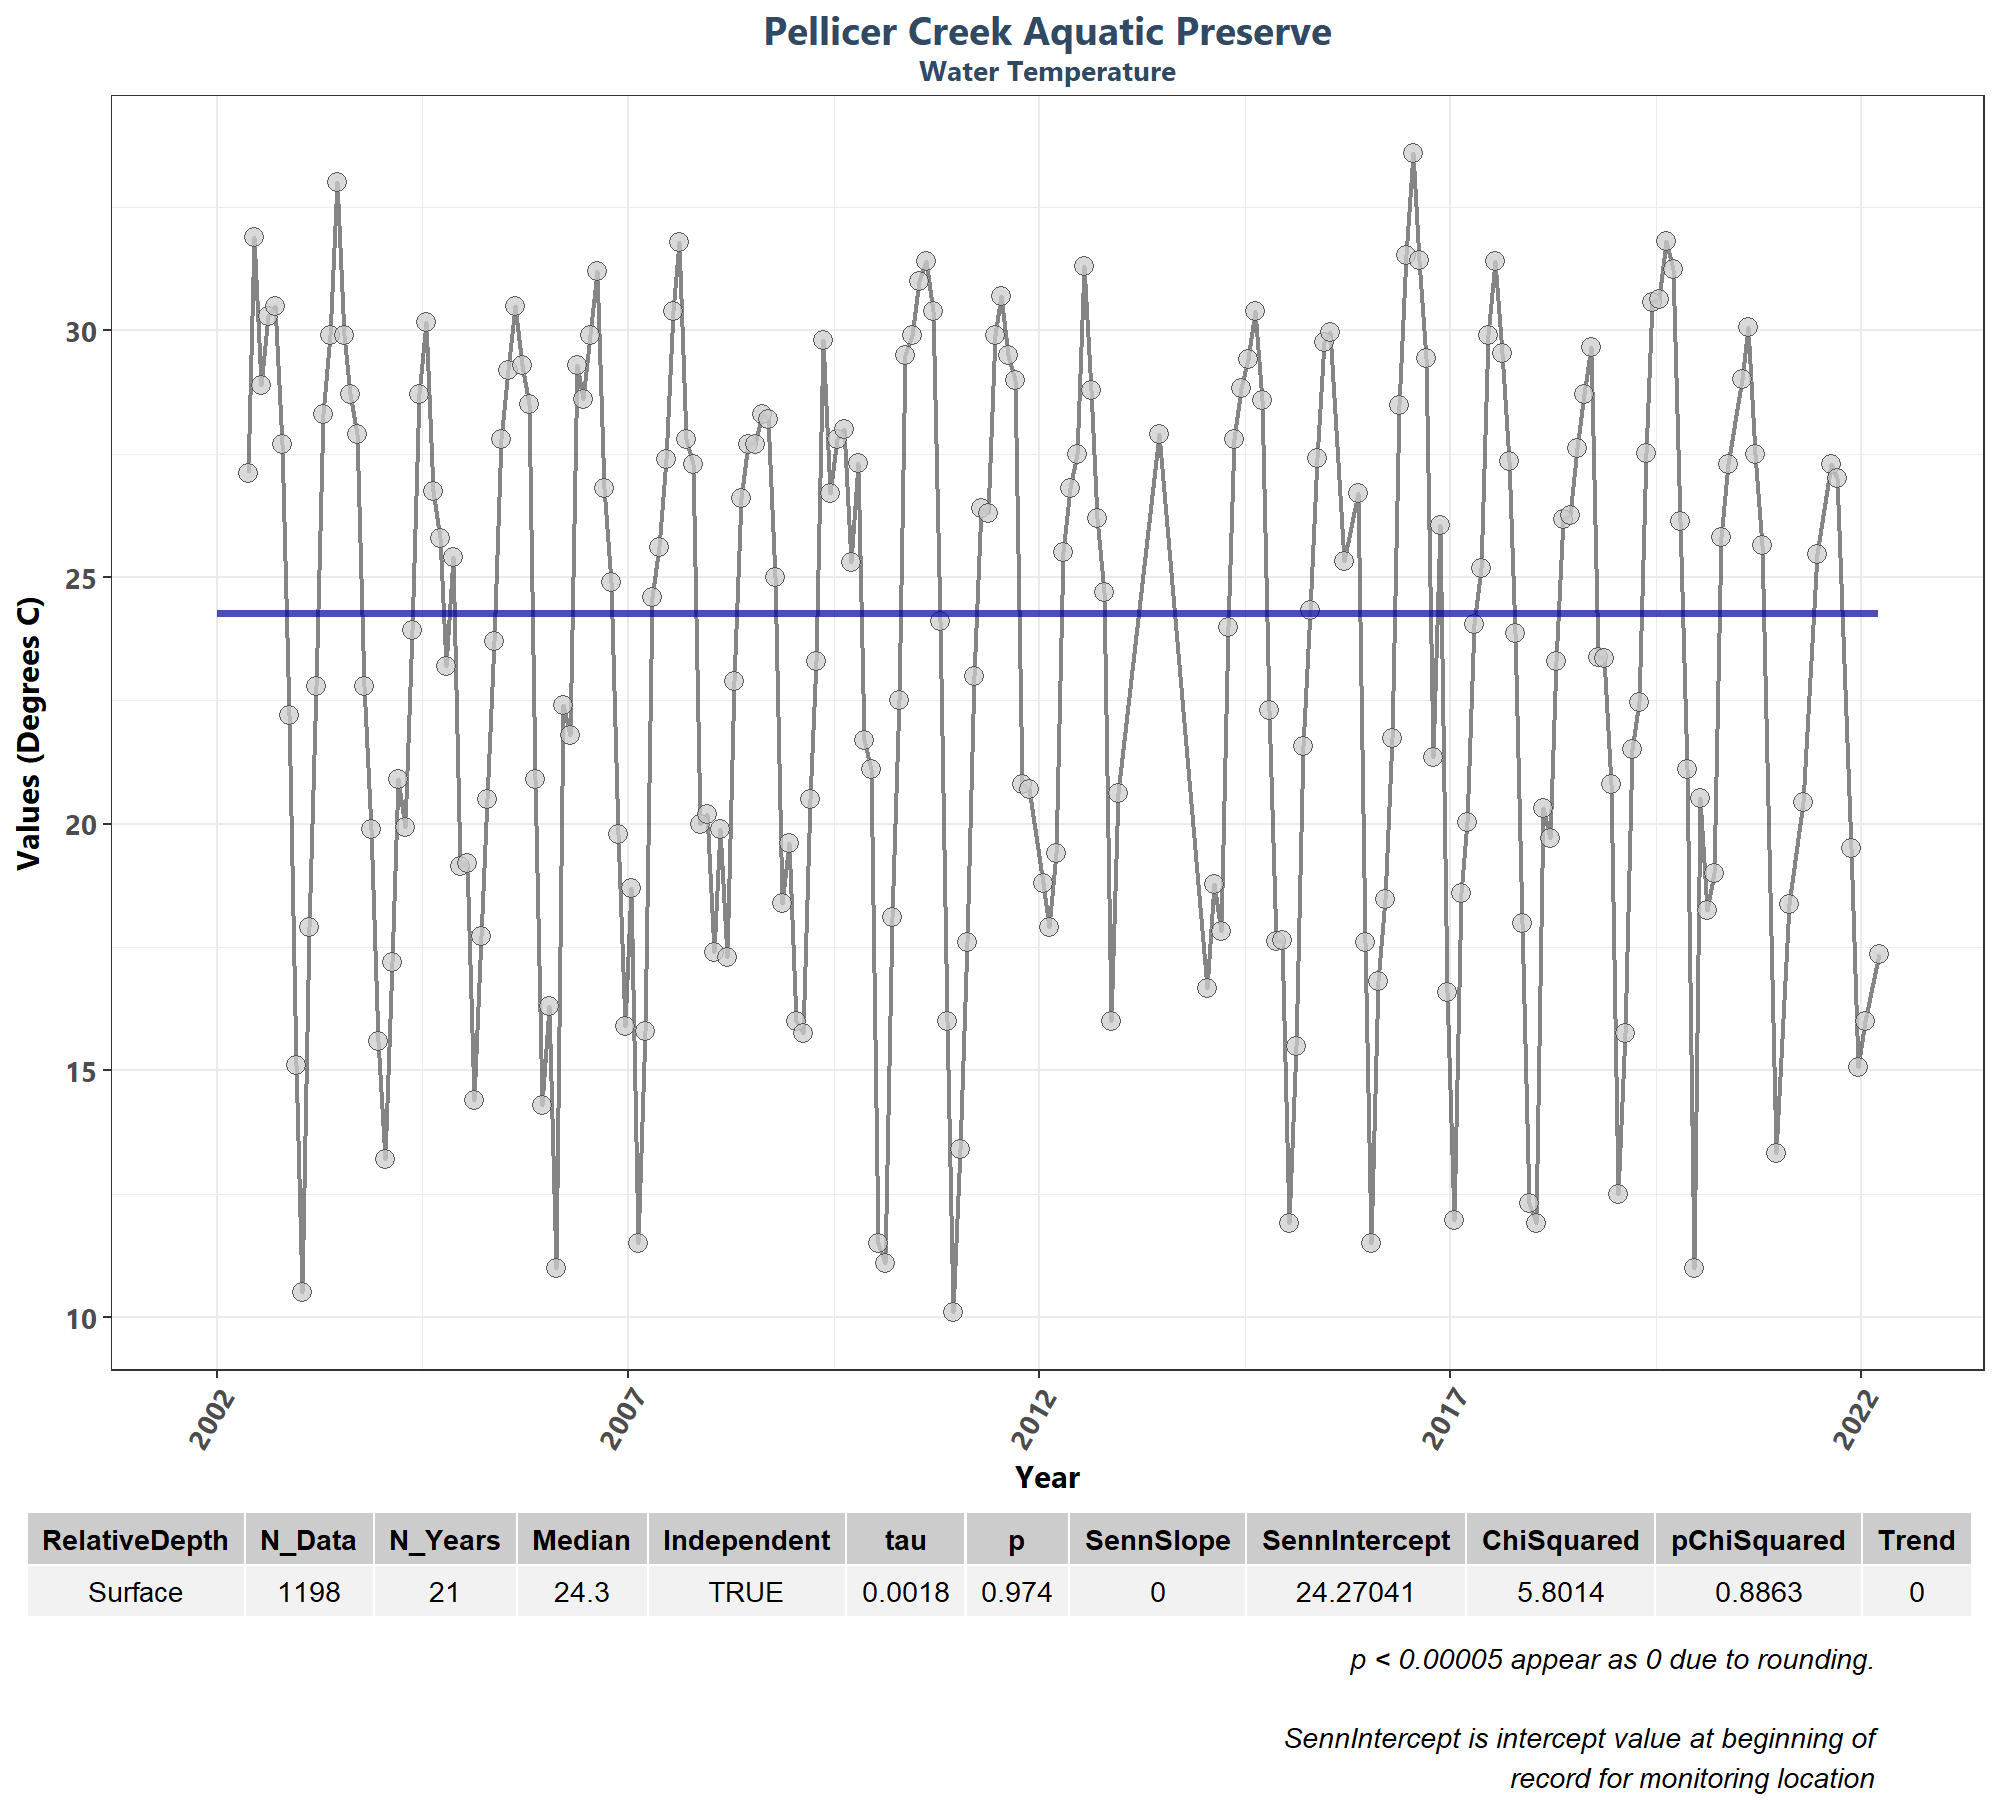 Pellicer Creek Aquatic Preserve
Water Temperature
Values (Degrees C)
30
25
20
15
10
2002 2007 2012 2017 2022
Year
RelativeDepth N_Data N_Years Median Independent tau p SennSlope SennIntercept ChiSquared pChiSquared Trend
Surface 1198 21 24.3 TRUE 0.0018 0.974 0 24.27041 5.8014 0.8863 0
p < 0.00005 appear as 0 due to rounding.
SennIntercept is intercept value at beginning of
record for monitoring location